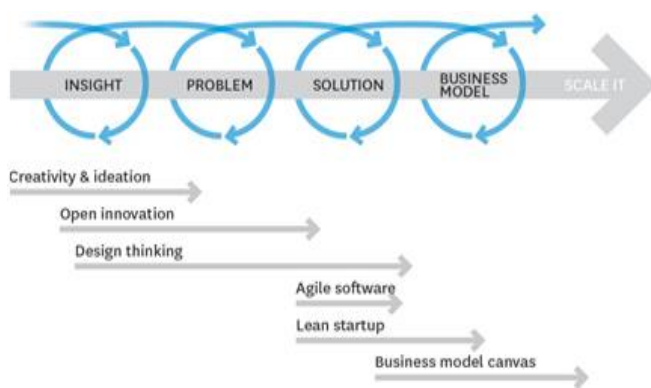 INSIGHT
PROBLEM
SOLUTION
BUSINESS
MODEL
SCALE IT
Creativity & ideation
Open innovation
Design thinking
Agile software
Lean startup
Business model canvas